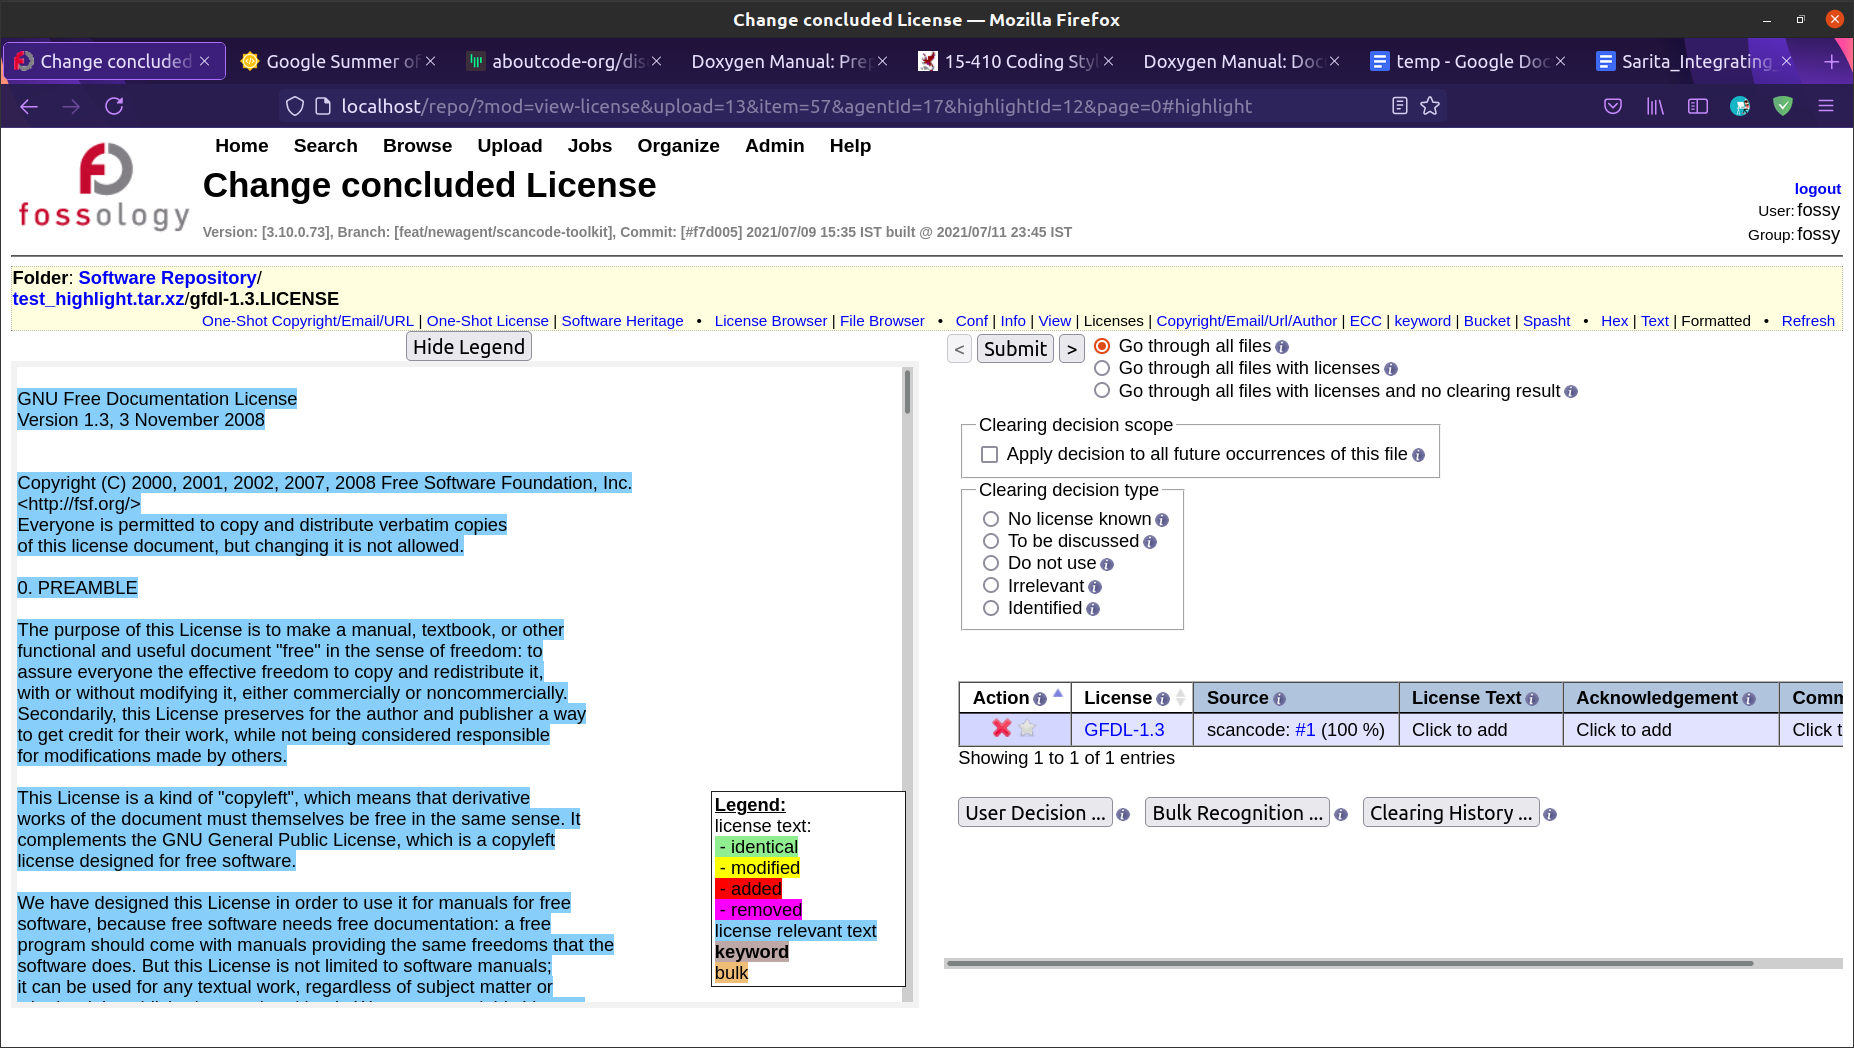 Change concluded License — Mozilla Firefox
Change concluded
Google Summer of
aboutcode-org/dis
Doxygen Manual: Prep
15-410 Coding Styl
Doxygen Manual: Doc
temp - Google Doc
Sarita_Integrating_
localhost/repo/?mod=view-license&upload=13&item=57&agentId=17&highlightId=12&page=0#highlight
fossology
Home Search Browse Upload Jobs Organize Admin Help
Change concluded License
Version: [3.10.0.73], Branch: [feat/newagent/scancode-toolkit], Commit: [#f7d005] 2021/07/09 15:35 IST built @ 2021/07/11 23:45 IST
logout
User: fossy
Group: fossy
Folder: Software Repository/
test_highlight.tar.xz/gfdl-1.3.LICENSE
One-Shot Copyright/Email/URL | One-Shot License | Software Heritage • License Browser | File Browser • Conf | Info | View | Licenses | Copyright/Email/Url/Author | ECC | keyword | Bucket | Spasht • Hex | Text | Formatted • Refresh
Hide Legend
GNU Free Documentation License
Version 1.3, 3 November 2008
Copyright (C) 2000, 2001, 2002, 2007, 2008 Free Software Foundation, Inc.
<http://fsf.org/>
Everyone is permitted to copy and distribute verbatim copies
of this license document, but changing it is not allowed.
0. PREAMBLE
The purpose of this License is to make a manual, textbook, or other
functional and useful document "free" in the sense of freedom: to
assure everyone the effective freedom to copy and redistribute it,
with or without modifying it, either commercially or noncommercially.
Secondarily, this License preserves for the author and publisher a way
to get credit for their work, while not being considered responsible
for modifications made by others.
This License is a kind of "copyleft", which means that derivative
works of the document must themselves be free in the same sense. It
complements the GNU General Public License, which is a copyleft
license designed for free software.
We have designed this License in order to use it for manuals for free
software, because free software needs free documentation: a free
program should come with manuals providing the same freedoms that the
software does. But this License is not limited to software manuals;
it can be used for any textual work, regardless of subject matter or
Legend:
license text:
- identical
- modified
- added
- removed
license relevant text
keyword
bulk
< Submit >
Go through all files
Go through all files with licenses
Go through all files with licenses and no clearing result
Clearing decision scope
Apply decision to all future occurrences of this file
Clearing decision type
No license known
To be discussed
Do not use
Irrelevant
Identified
Action License Source License Text Acknowledgement Comm
GFDL-1.3 scancode: #1 (100 %) Click to add Click to add Click t
Showing 1 to 1 of 1 entries
User Decision ... Bulk Recognition ... Clearing History ...